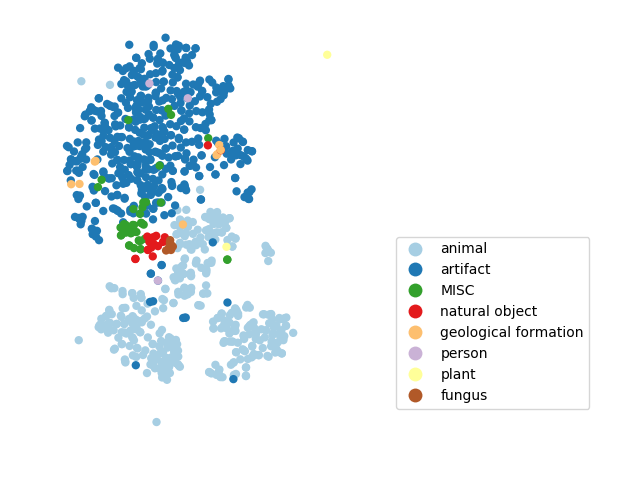 animal
artifact
MISC
natural object
geological formation
person
plant
fungus